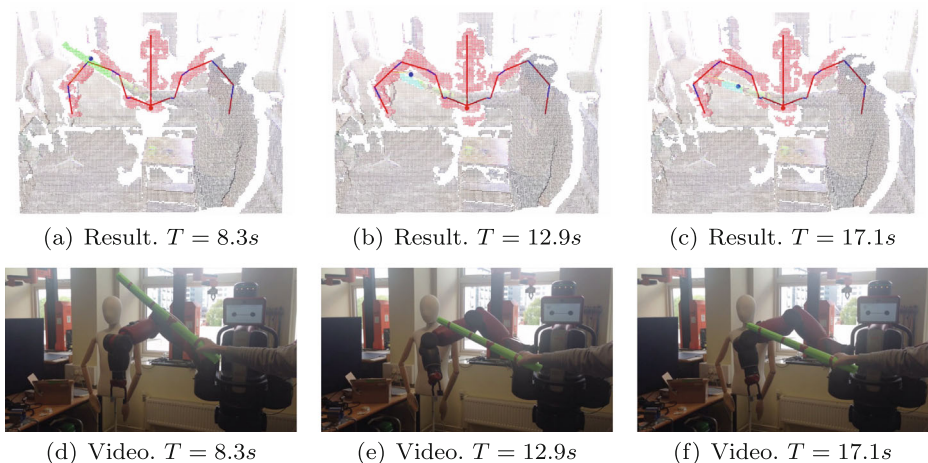 (a) Result. T = 8.3s
(b) Result. T = 12.9s
(c) Result. T = 17.1s
(d) Video. T = 8.3s
(e) Video. T = 12.9s
(f) Video. T = 17.1s